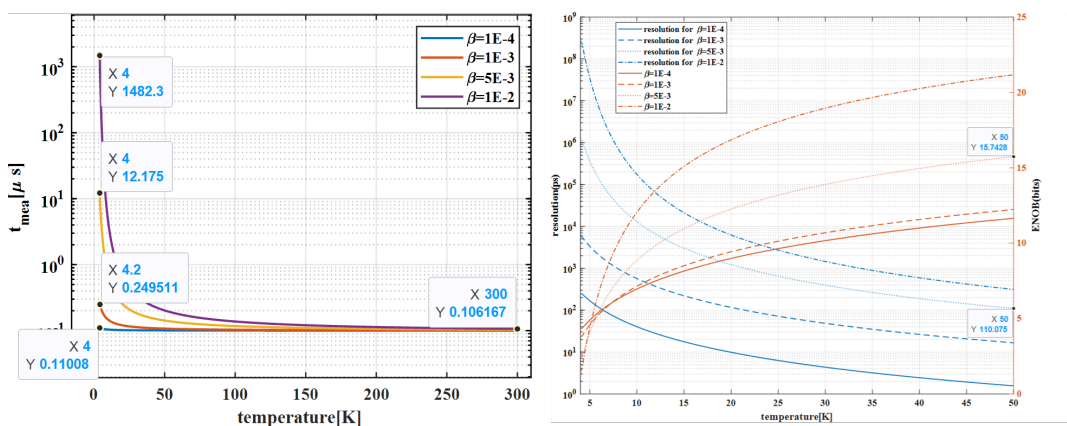 β=1E-4
β=1E-3
β=5E-3
β=1E-2
10³
10²
10¹
10⁰
X 4
Y 1482.3
X 4
Y 12.175
X 4.2
Y 0.249511
X 300
Y 0.106167
X 4
Y 0.11008
t_mea[μ s]
0 50 100 150 200 250 300
temperature[K]
resolution for β=1E-4
resolution for β=1E-3
resolution for β=5E-3
resolution for β=1E-2
β=1E-4
β=1E-3
β=5E-3
β=1E-2
10⁹
10⁸
10⁷
10⁶
10⁵
10⁴
10³
10²
10¹
10⁰
resolution(ps)
X 50
Y 15.7428
X 50
Y 110.075
25
20
15
10
5
0
ENOB(bits)
5 10 15 20 25 30 35 40 45 50
temperature[K]